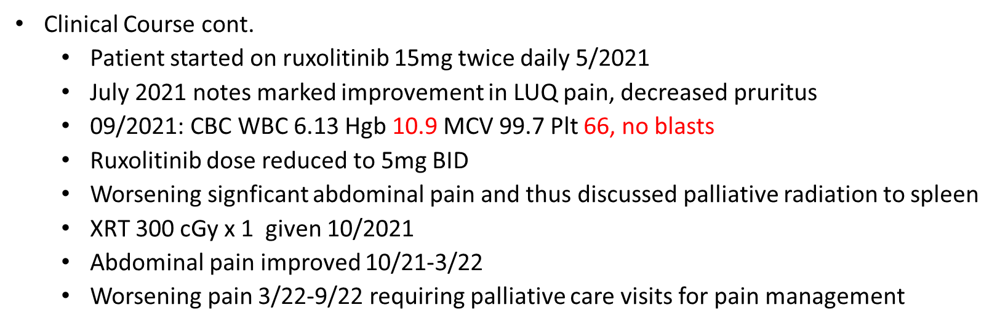 • Clinical Course cont.
• Patient started on ruxolitinib 15mg twice daily 5/2021
• July 2021 notes marked improvement in LUQ pain, decreased pruritus
• 09/2021: CBC WBC 6.13 Hgb 10.9 MCV 99.7 Plt 66, no blasts
• Ruxolitinib dose reduced to 5mg BID
• Worsening signficant abdominal pain and thus discussed palliative radiation to spleen
• XRT 300 cGy x 1  given 10/2021
• Abdominal pain improved 10/21-3/22
• Worsening pain 3/22-9/22 requiring palliative care visits for pain management